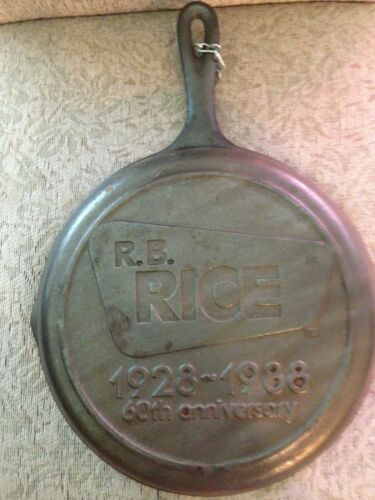 R.B.
RICE
1928-1988
60th anniversary